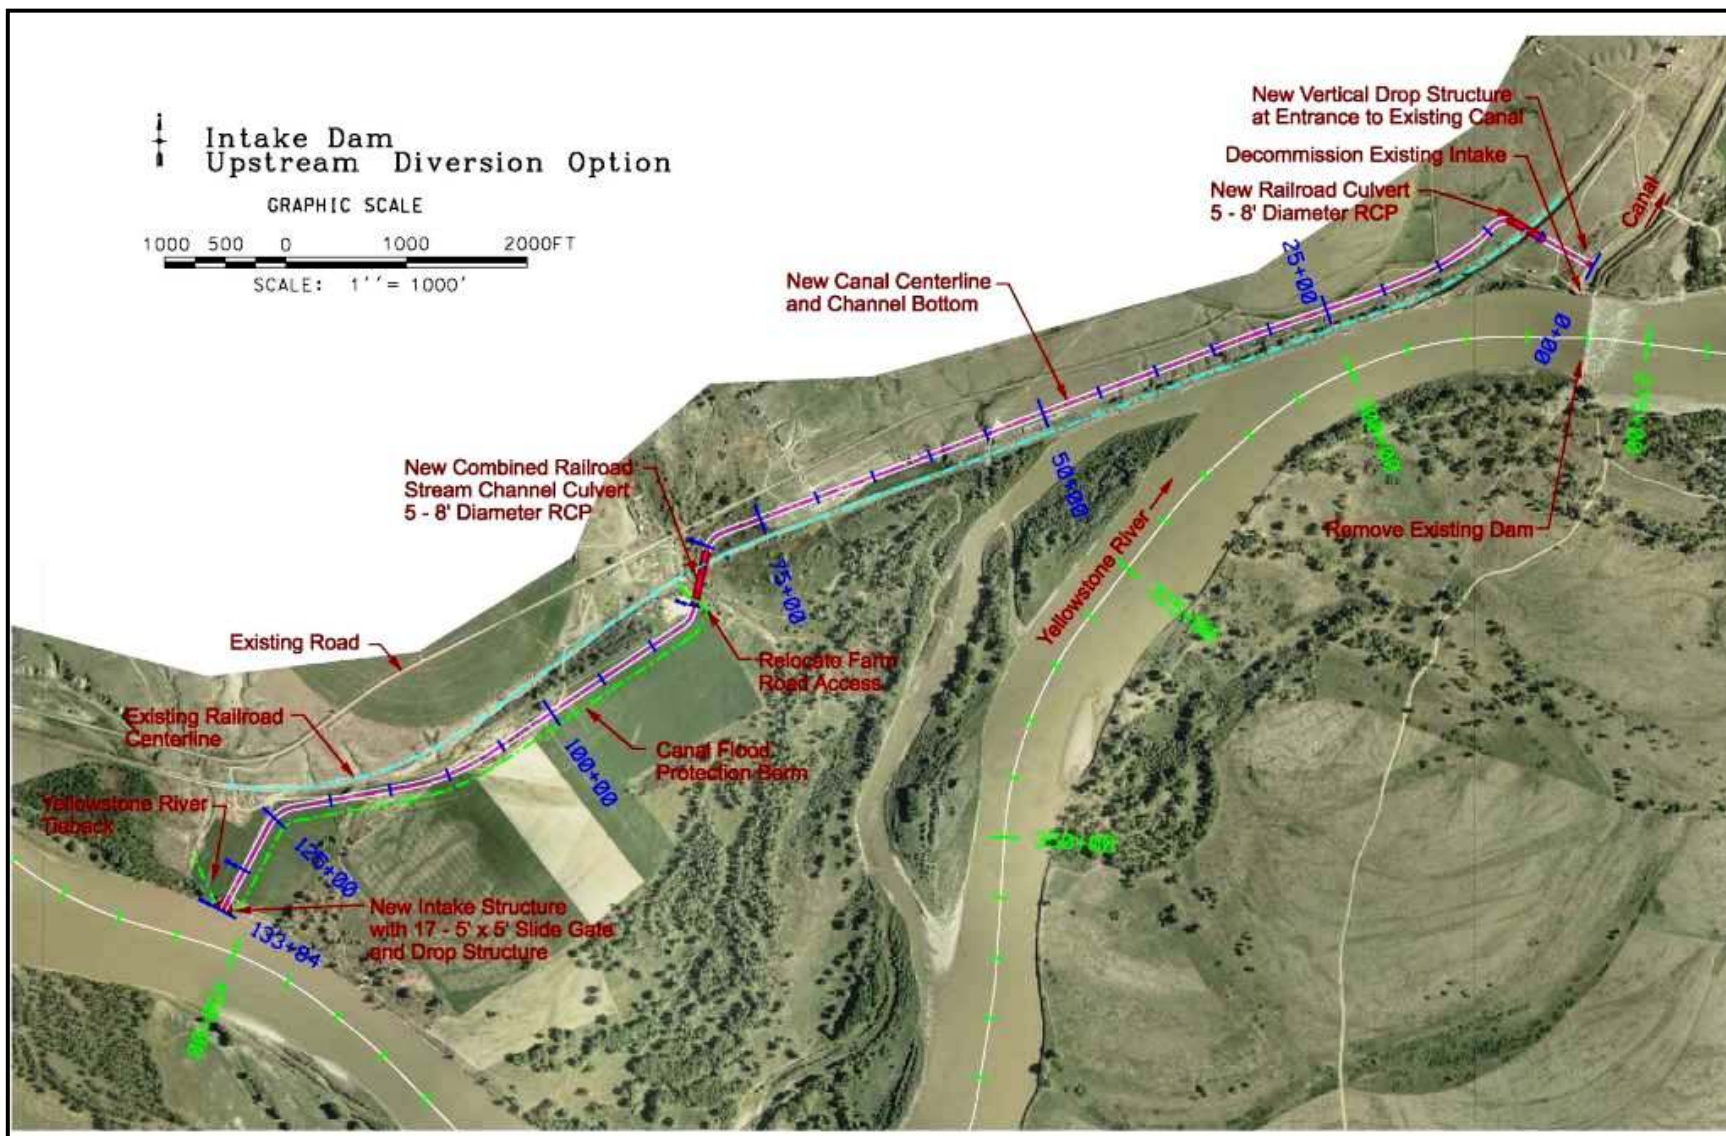 Intake Dam
Upstream Diversion Option
GRAPHIC SCALE
1000 500 0 1000 2000FT
SCALE: 1''= 1000'
New Vertical Drop Structure
at Entrance to Existing Canal
Decommission Existing Intake
New Railroad Culvert
5 - 8' Diameter RCP
Canal
25+00
New Canal Centerline
and Channel Bottom
0+00
New Combined Railroad
Stream Channel Culvert
5 - 8' Diameter RCP
50+00
Remove Existing Dam
75+00
Yellowstone River
Existing Road
Relocate Farm
Road Access
Existing Railroad
Centerline
Canal Flood
Protection Berm
100+00
Yellowstone River
Tieback
125+00
350+00
New Intake Structure
with 17 - 5' x 5' Slide Gate
and Drop Structure
133+84